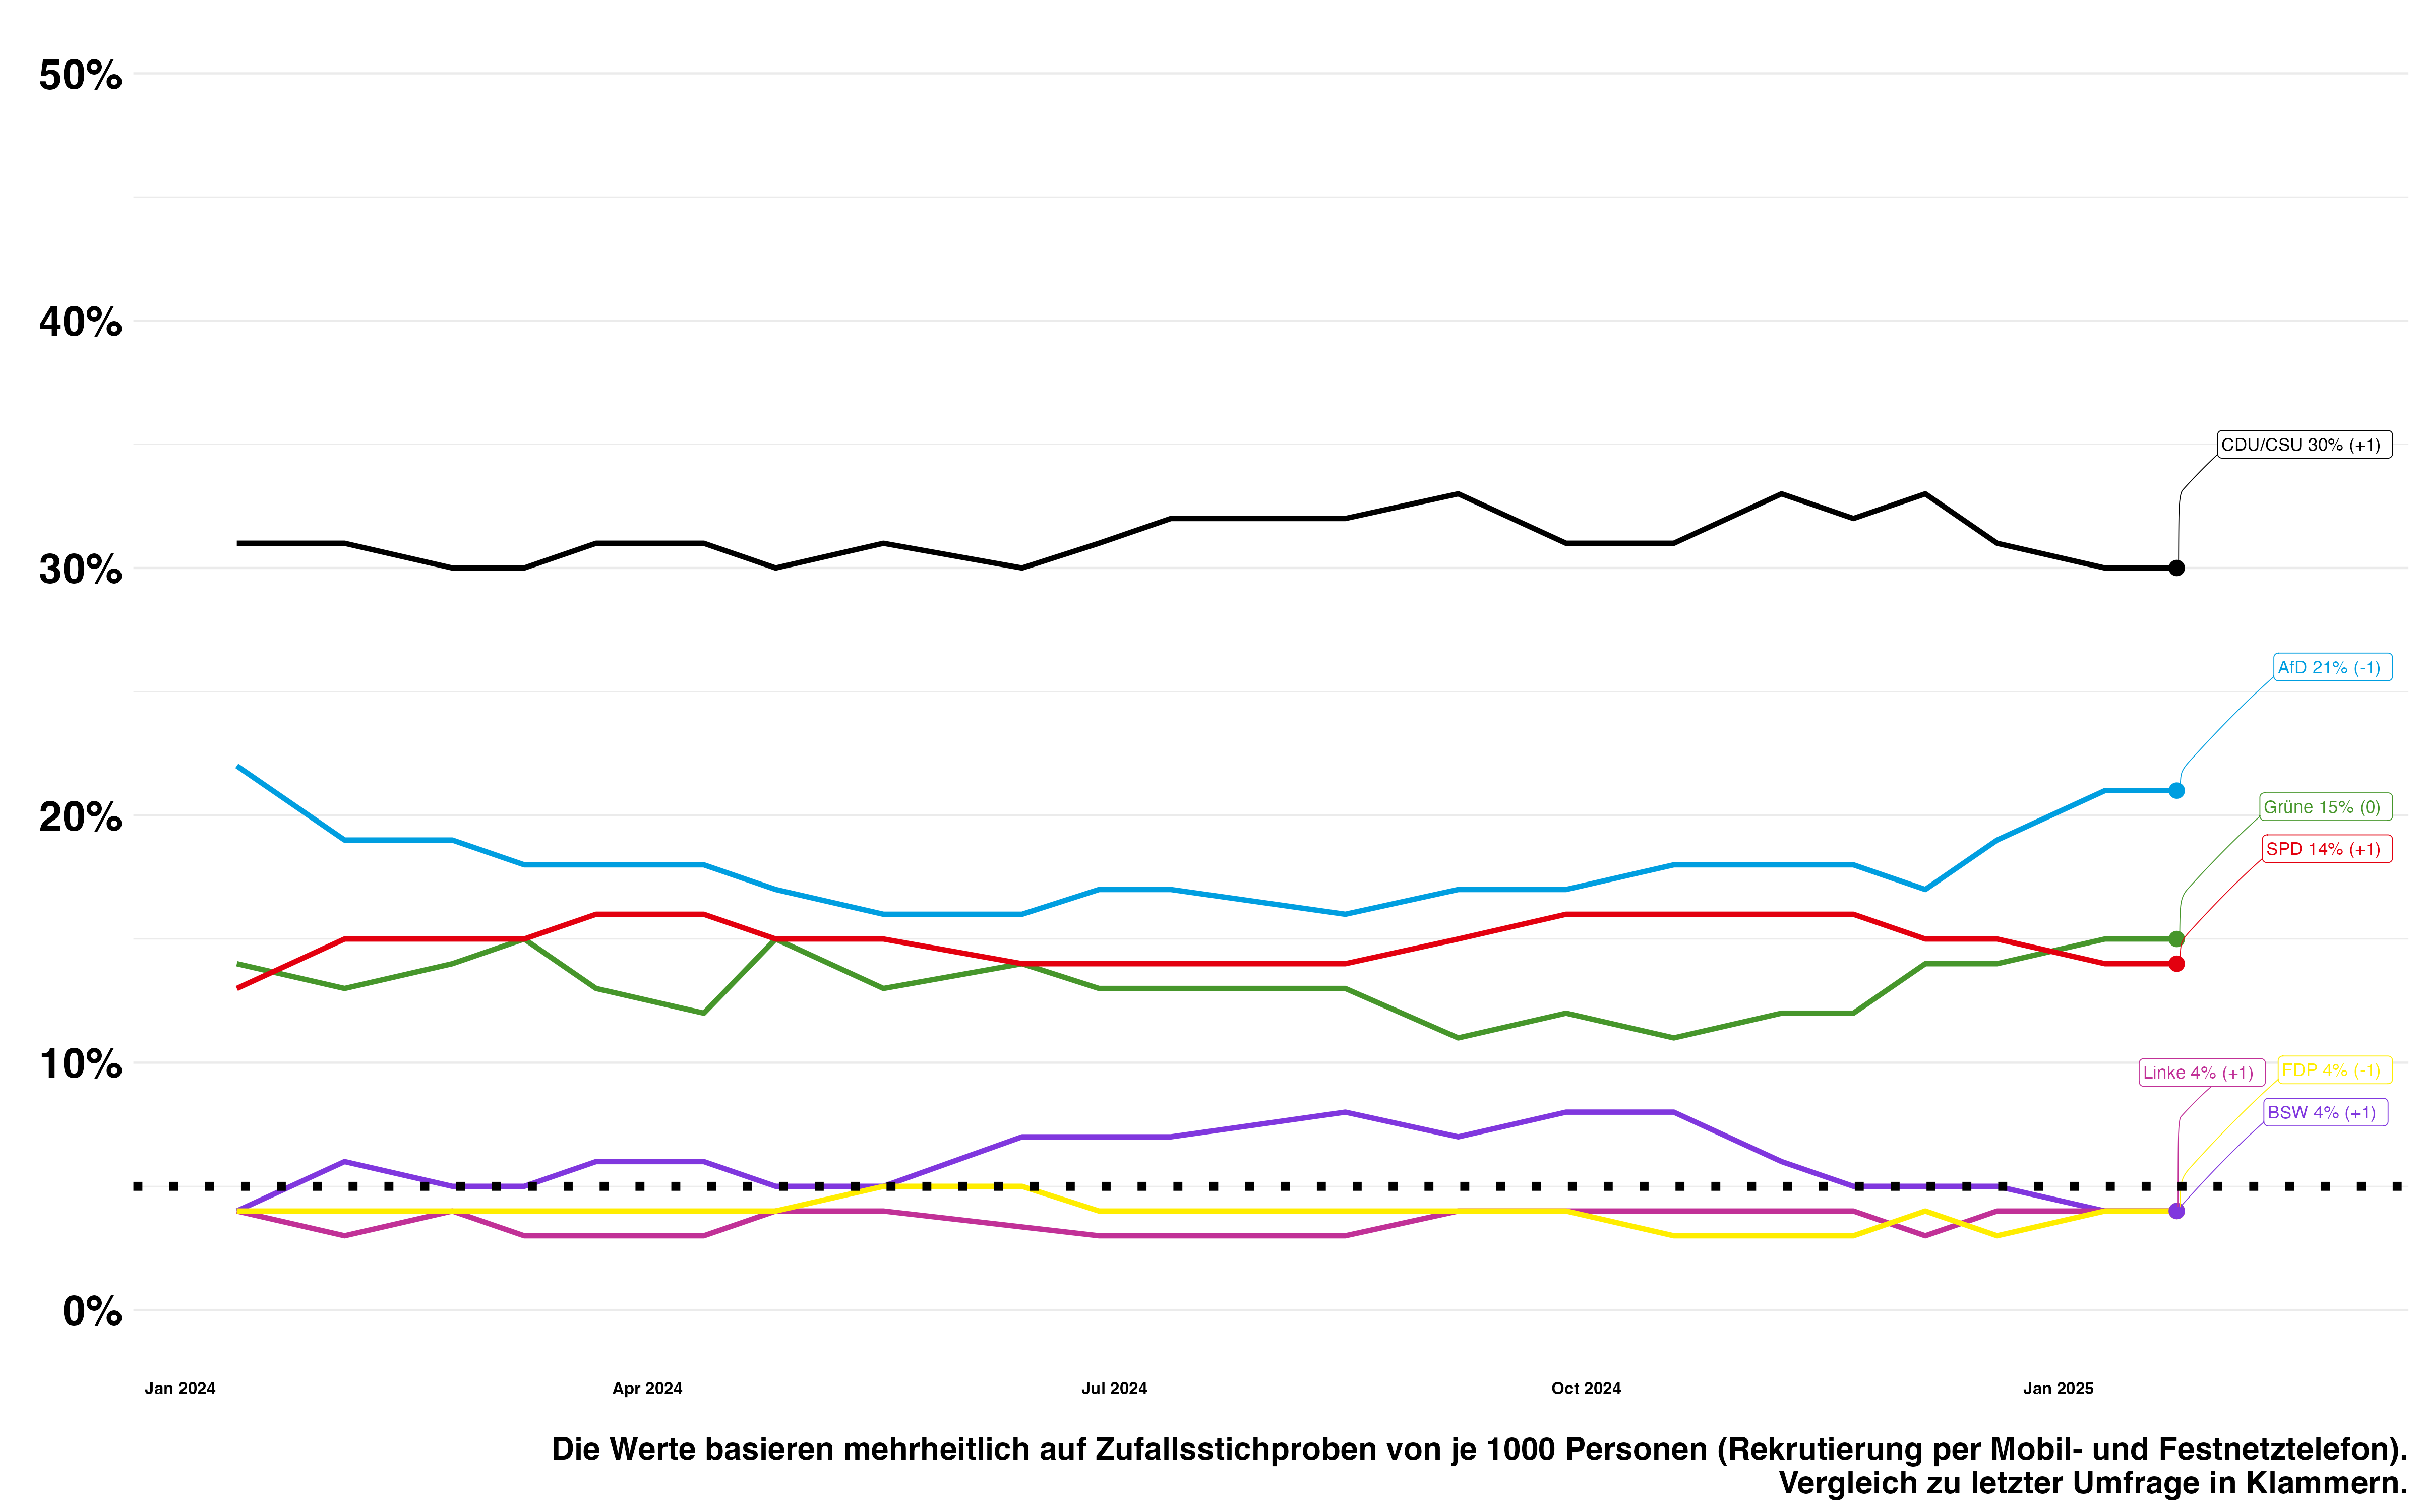 50%
40%
30%
20%
10%
0%
CDU/CSU 30% (+1)
AfD 21% (-1)
Grüne 15% (0)
SPD 14% (+1)
Linke 4% (+1)
FDP 4% (-1)
BSW 4% (+1)
Jan 2024
Apr 2024
Jul 2024
Oct 2024
Jan 2025
Die Werte basieren mehrheitlich auf Zufallsstichproben von je 1000 Personen (Rekrutierung per Mobil- und Festnetztelefon).
Vergleich zu letzter Umfrage in Klammern.